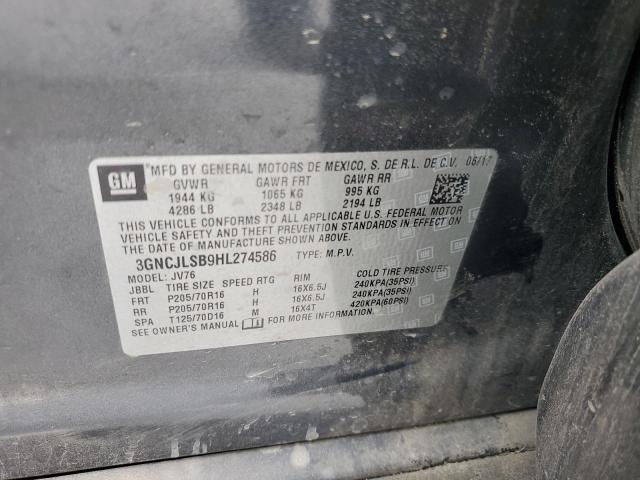 GM
MFD BY GENERAL MOTORS DE MEXICO, S. DE R.L. DE C.V. 06/17
GVWR GAWR FRT GAWR RR
1944 KG 1065 KG 995 KG
4286 LB 2348 LB 2194 LB
THIS VEHICLE CONFORMS TO ALL APPLICABLE U.S. FEDERAL MOTOR
VEHICLE SAFETY AND THEFT PREVENTION STANDARDS IN EFFECT ON
THE DATE OF MANUFACTURE SHOWN ABOVE.
3GNCJLSB9HL274586 TYPE: M.P.V.
MODEL: JV76
JBBL TIRE SIZE SPEED RTG RIM COLD TIRE PRESSURE
FRT P205/70R16 H 16X6.5J 240KPA(35PSI)
RR P205/70R16 H 16X6.5J 240KPA(35PSI)
SPA T125/70D16 M 16X4T 420KPA(60PSI)
SEE OWNER'S MANUAL FOR MORE INFORMATION.